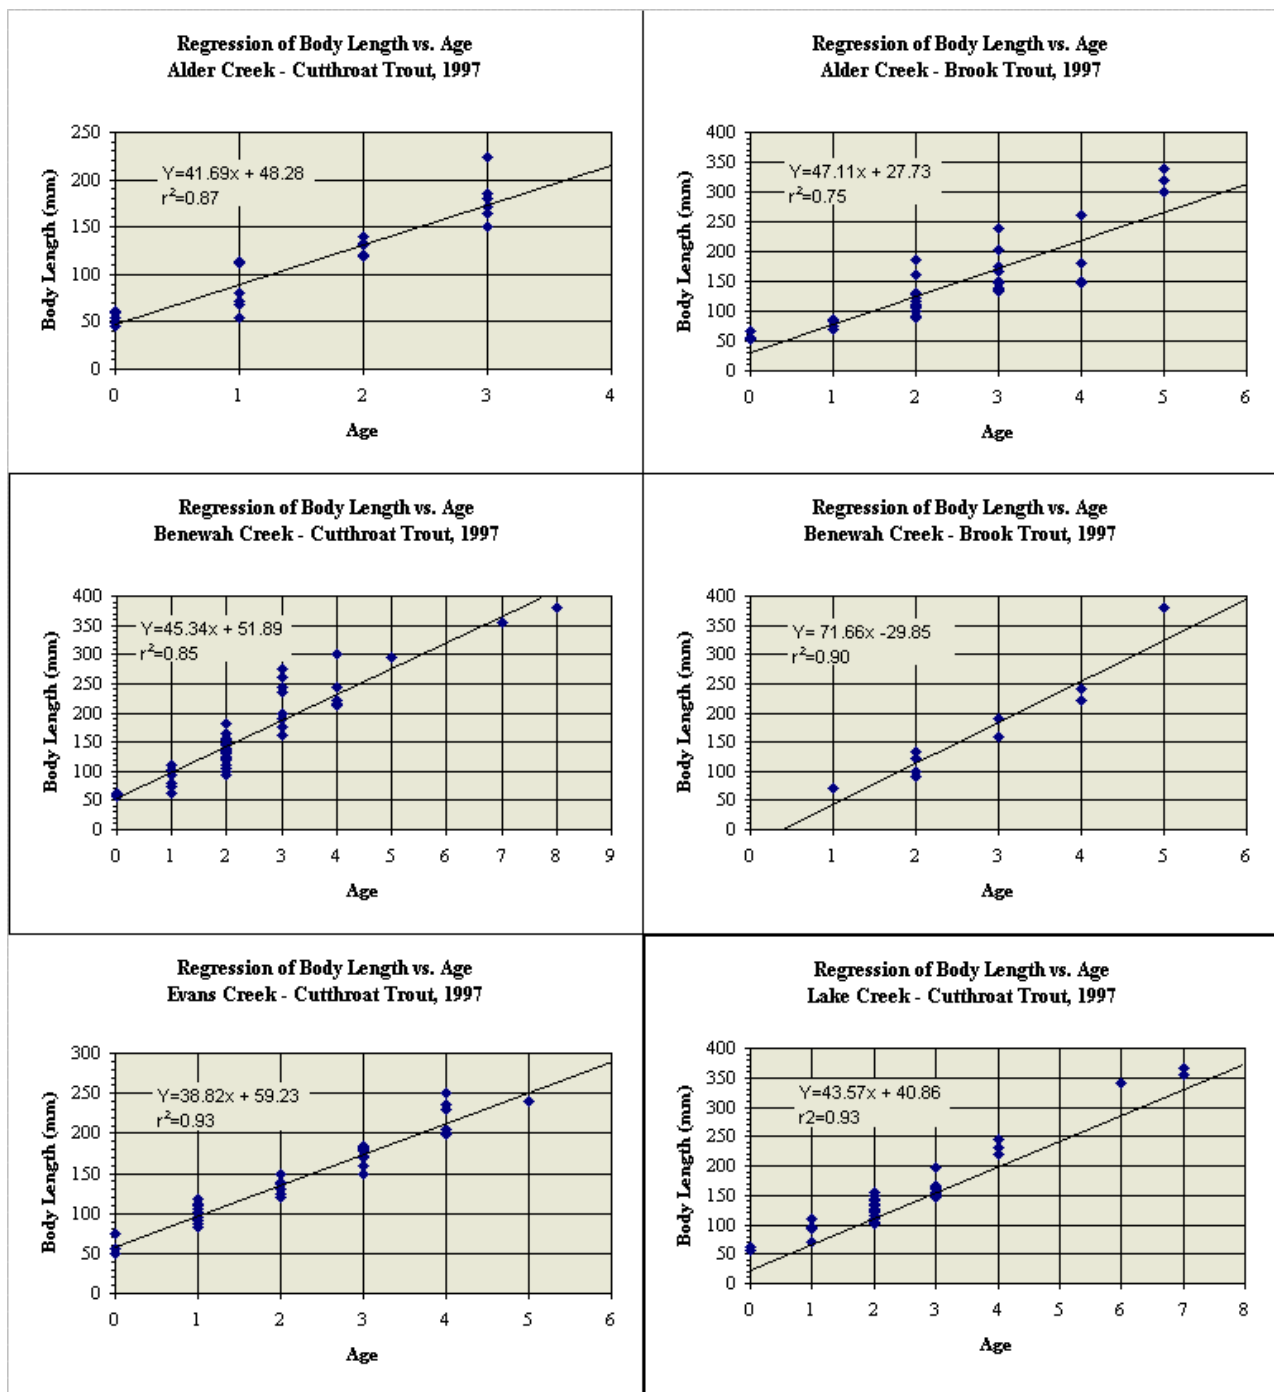 Regression of Body Length vs. Age
Alder Creek - Cutthroat Trout, 1997
250
200
150
100
50
0
Y=41.69x + 48.28
r²=0.87
Body Length (mm)
0 1 2 3 4
Age
Regression of Body Length vs. Age
Alder Creek - Brook Trout, 1997
400
350
300
250
200
150
100
50
0
Y=47.11x + 27.73
r²=0.75
Body Length (mm)
0 1 2 3 4 5 6
Age
Regression of Body Length vs. Age
Benewah Creek - Cutthroat Trout, 1997
400
350
300
250
200
150
100
50
0
Y=45.34x + 51.89
r²=0.85
Body Length (mm)
0 1 2 3 4 5 6 7 8 9
Age
Regression of Body Length vs. Age
Benewah Creek - Brook Trout, 1997
400
350
300
250
200
150
100
50
0
Y= 71.66x -29.85
r²=0.90
Body Length (mm)
0 1 2 3 4 5 6
Age
Regression of Body Length vs. Age
Evans Creek - Cutthroat Trout, 1997
300
250
200
150
100
50
0
Y=38.82x + 59.23
r²=0.93
Body Length (mm)
0 1 2 3 4 5 6
Age
Regression of Body Length vs. Age
Lake Creek - Cutthroat Trout, 1997
400
350
300
250
200
150
100
50
0
Y=43.57x + 40.86
r2=0.93
Body Length (mm)
0 1 2 3 4 5 6 7 8
Age